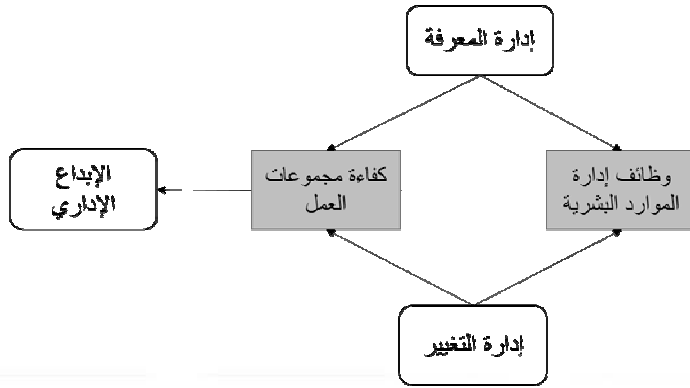 إدارة المعرفة
وظائف إدارة
الموارد البشرية
كفاءة مجموعات
العمل
الإبداع
الإداري
إدارة التغيير